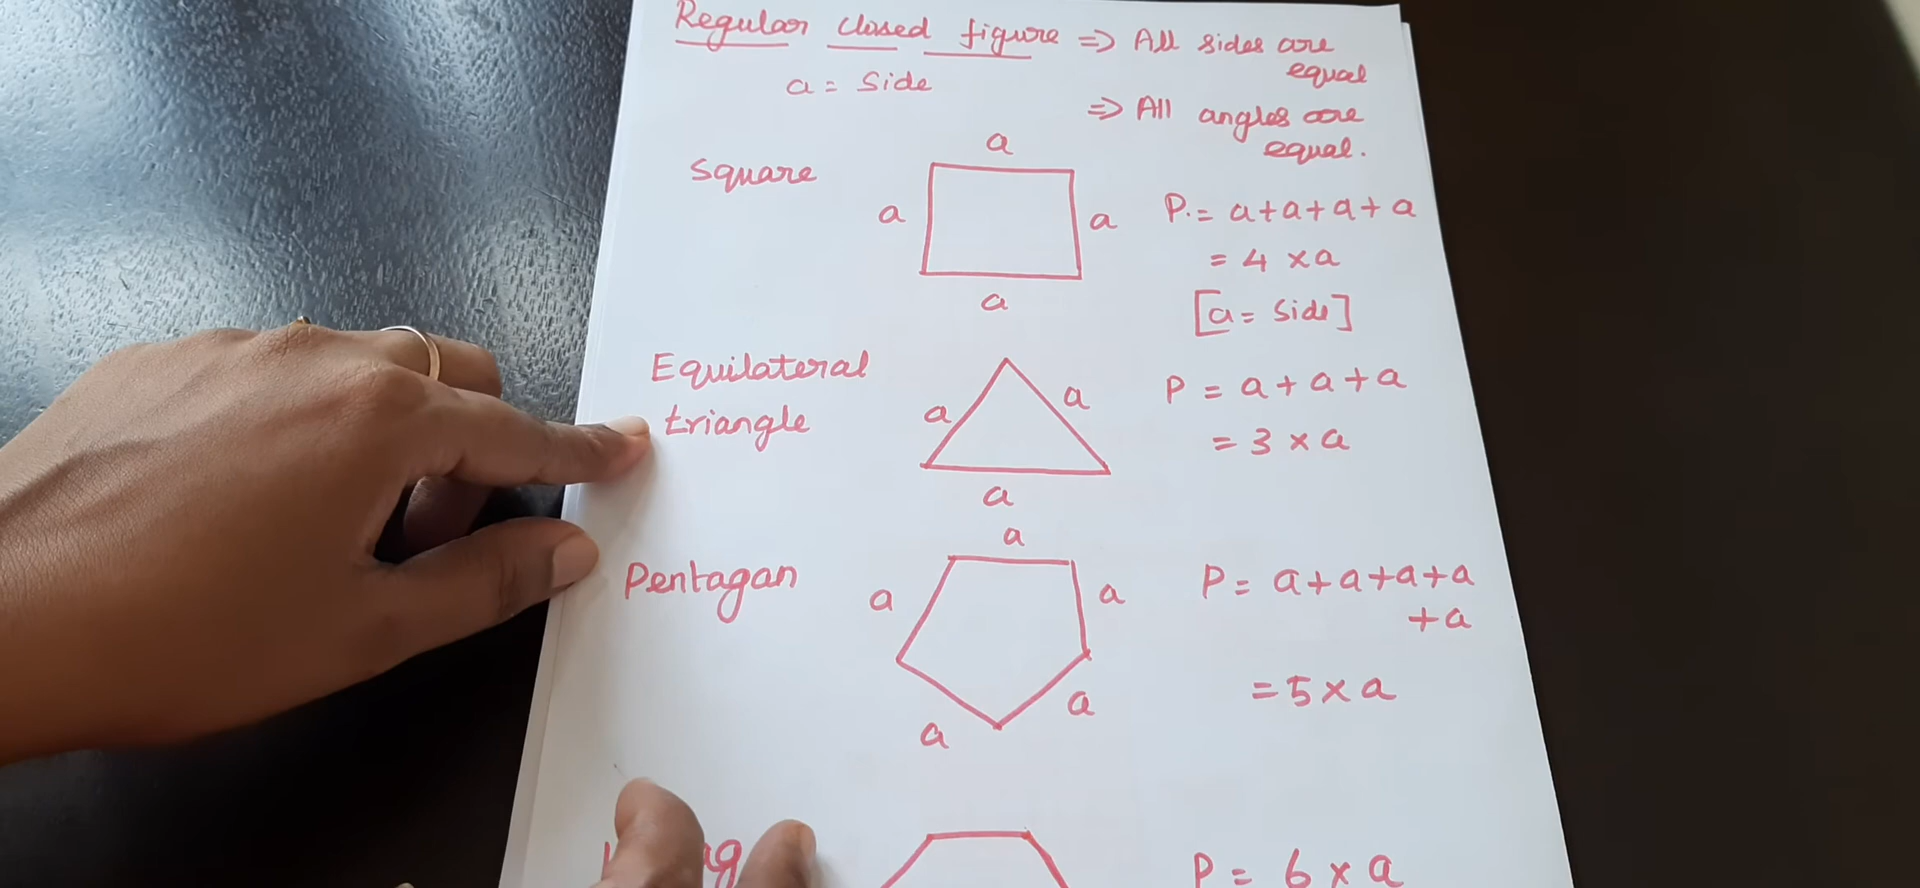 Regular closed figure => All sides are
equal
a = Side
=> All angles are
equal.
a
square
a
a
P. = a + a + a + a
= 4 x a
a
[a = Side]
Equilateral
triangle
a
a
P = a + a + a
= 3 x a
a
a
Pentagan
a
a
P = a + a + a + a
+ a
= 5 x a
a
a
P = 6 x a